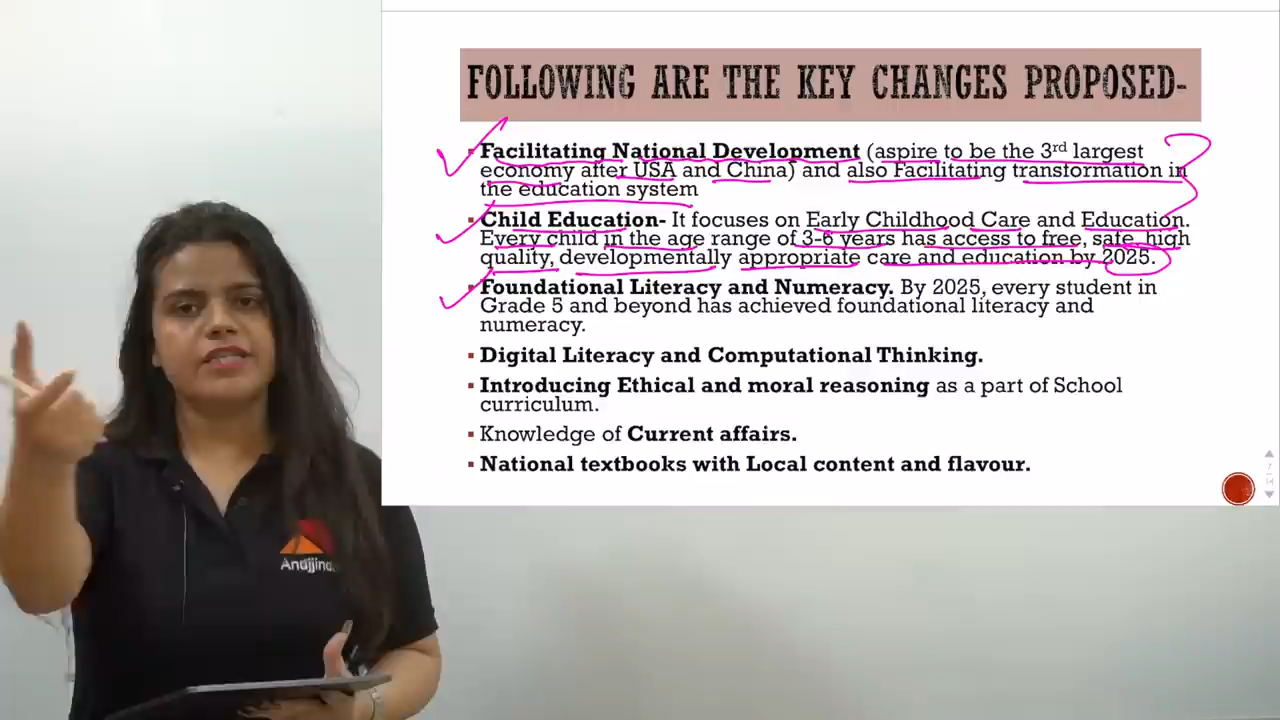 FOLLOWING ARE THE KEY CHANGES PROPOSED-
▪ Facilitating National Development (aspire to be the 3rd largest
economy after USA and China) and also Facilitating transformation in
the education system
▪ Child Education- It focuses on Early Childhood Care and Education.
Every child in the age range of 3-6 years has access to free, safe, high
quality, developmentally appropriate care and education by 2025.
▪ Foundational Literacy and Numeracy. By 2025, every student in
Grade 5 and beyond has achieved foundational literacy and
numeracy.
▪ Digital Literacy and Computational Thinking.
▪ Introducing Ethical and moral reasoning as a part of School
curriculum.
▪ Knowledge of Current affairs.
▪ National textbooks with Local content and flavour.